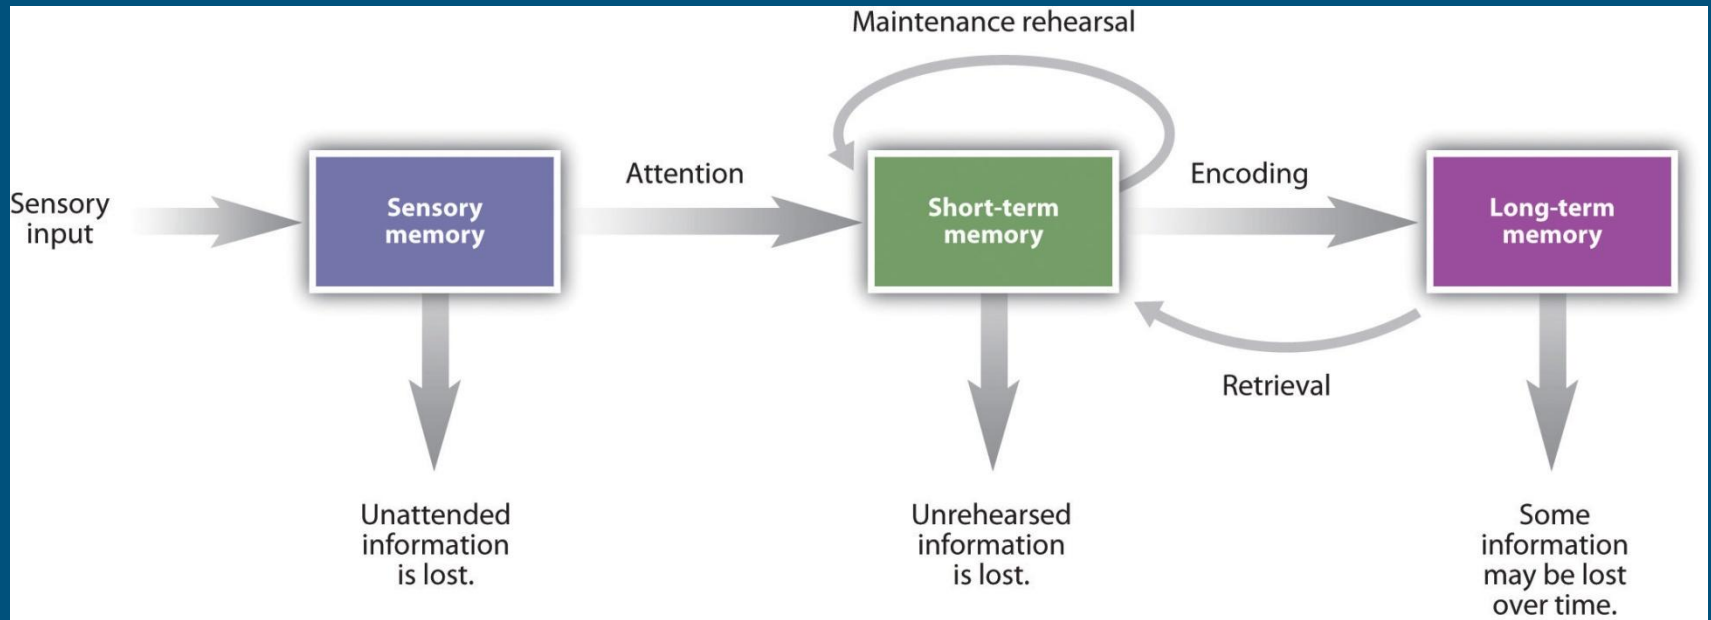 Maintenance rehearsal
Sensory
input
Sensory
memory
Attention
Short-term
memory
Encoding
Long-term
memory
Retrieval
Unattended
information
is lost.
Unrehearsed
information
is lost.
Some
information
may be lost
over time.